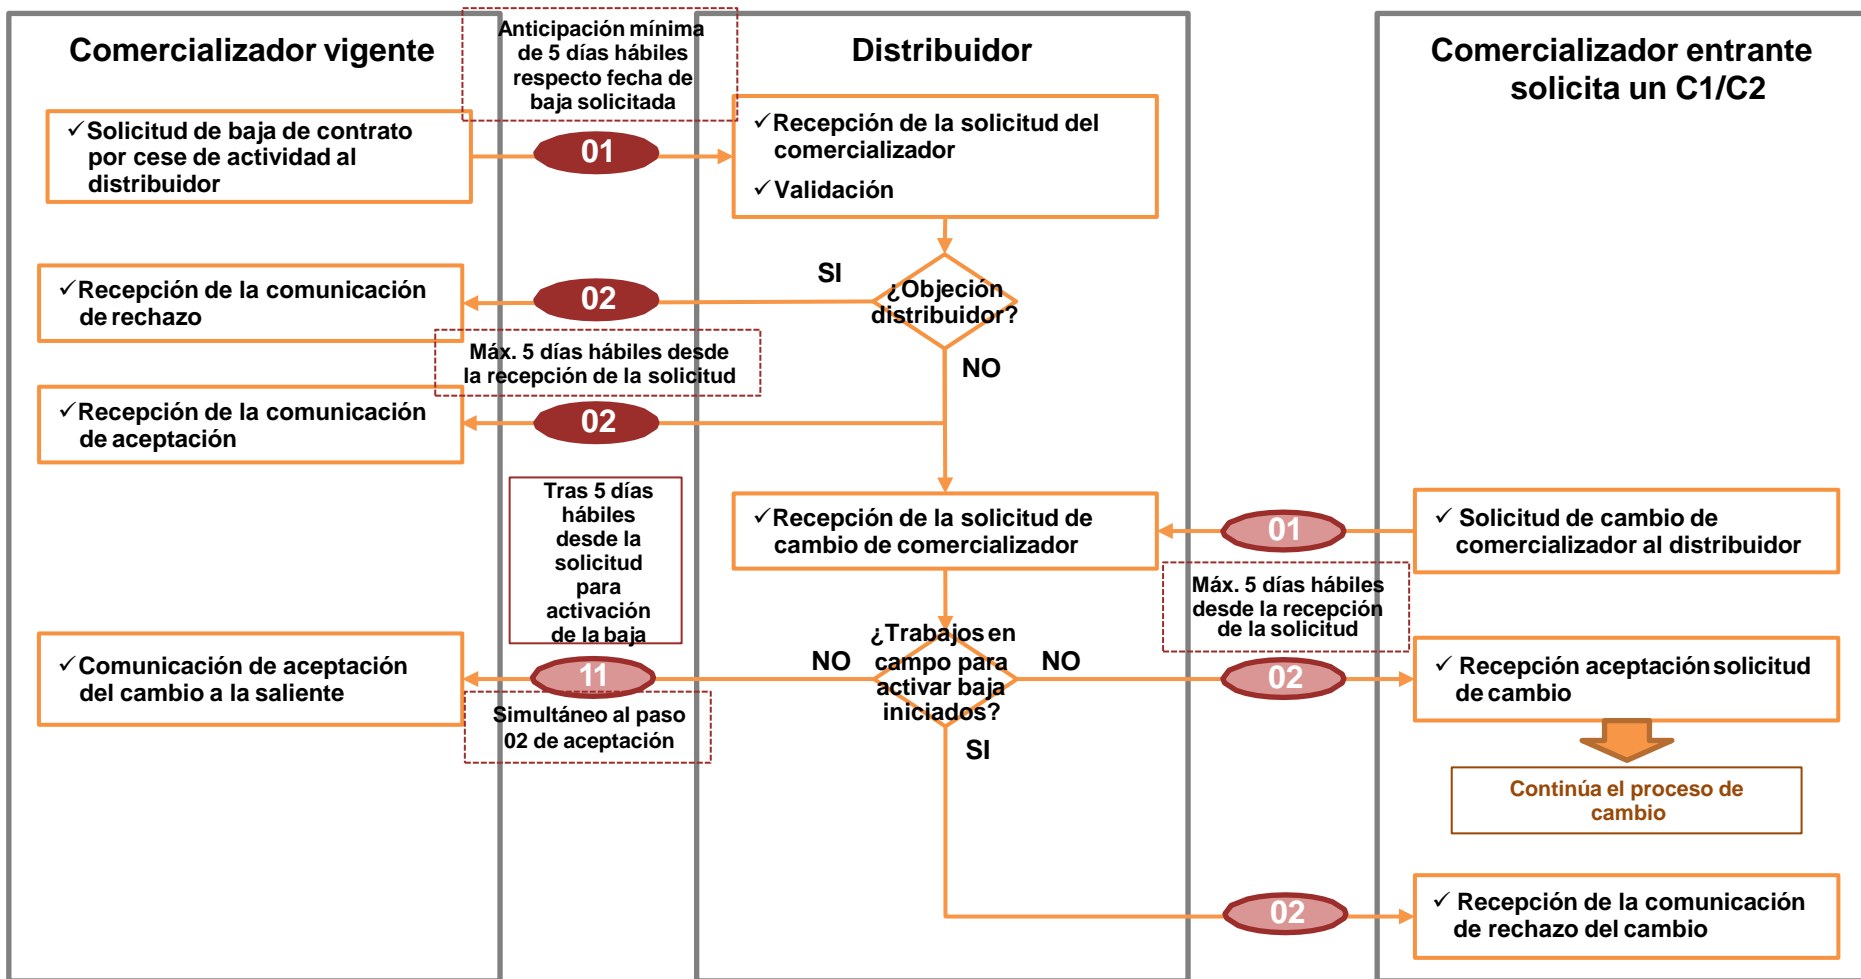 Comercializador vigente
Anticipación mínima
de 5 días hábiles
respecto fecha de
baja solicitada
Distribuidor
Comercializador entrante
solicita un C1/C2
✓Solicitud de baja de contrato
por cese de actividad al
distribuidor
01
✓Recepción de la solicitud del
comercializador
✓Validación
SI
✓Recepción de la comunicación
de rechazo
02
¿Objeción
distribuidor?
Máx. 5 días hábiles desde
la recepción de la solicitud
NO
✓Recepción de la comunicación
de aceptación
02
Tras 5 días
hábiles
desde la
solicitud
para
activación
de la baja
✓Recepción de la solicitud de
cambio de comercializador
01
✓ Solicitud de cambio de
comercializador al distribuidor
Máx. 5 días hábiles
desde la recepción
de la solicitud
✓Comunicación de aceptación
del cambio a la saliente
11
NO
¿Trabajos en
campo para
activar baja
iniciados?
NO
02
✓ Recepción aceptación solicitud
de cambio
Simultáneo al paso
02 de aceptación
SI
Continúa el proceso de
cambio
02
✓ Recepción de la comunicación
de rechazo del cambio